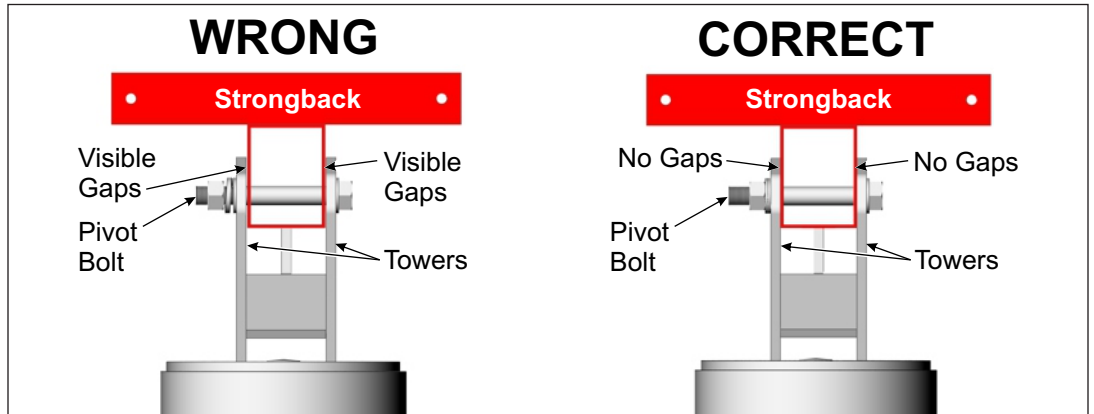 WRONG
Strongback
Visible
Gaps
Visible
Gaps
Pivot
Bolt
Towers
CORRECT
Strongback
No Gaps
No Gaps
Pivot
Bolt
Towers